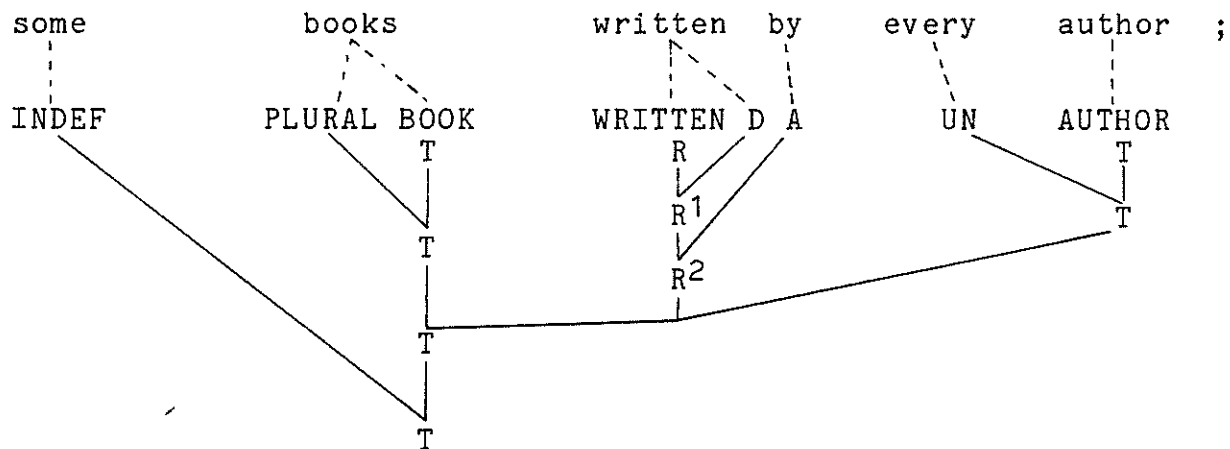 some books written by every author ;
INDEF PLURAL BOOK WRITTEN D A UN AUTHOR
T R T
R1 T
T R2
T
T